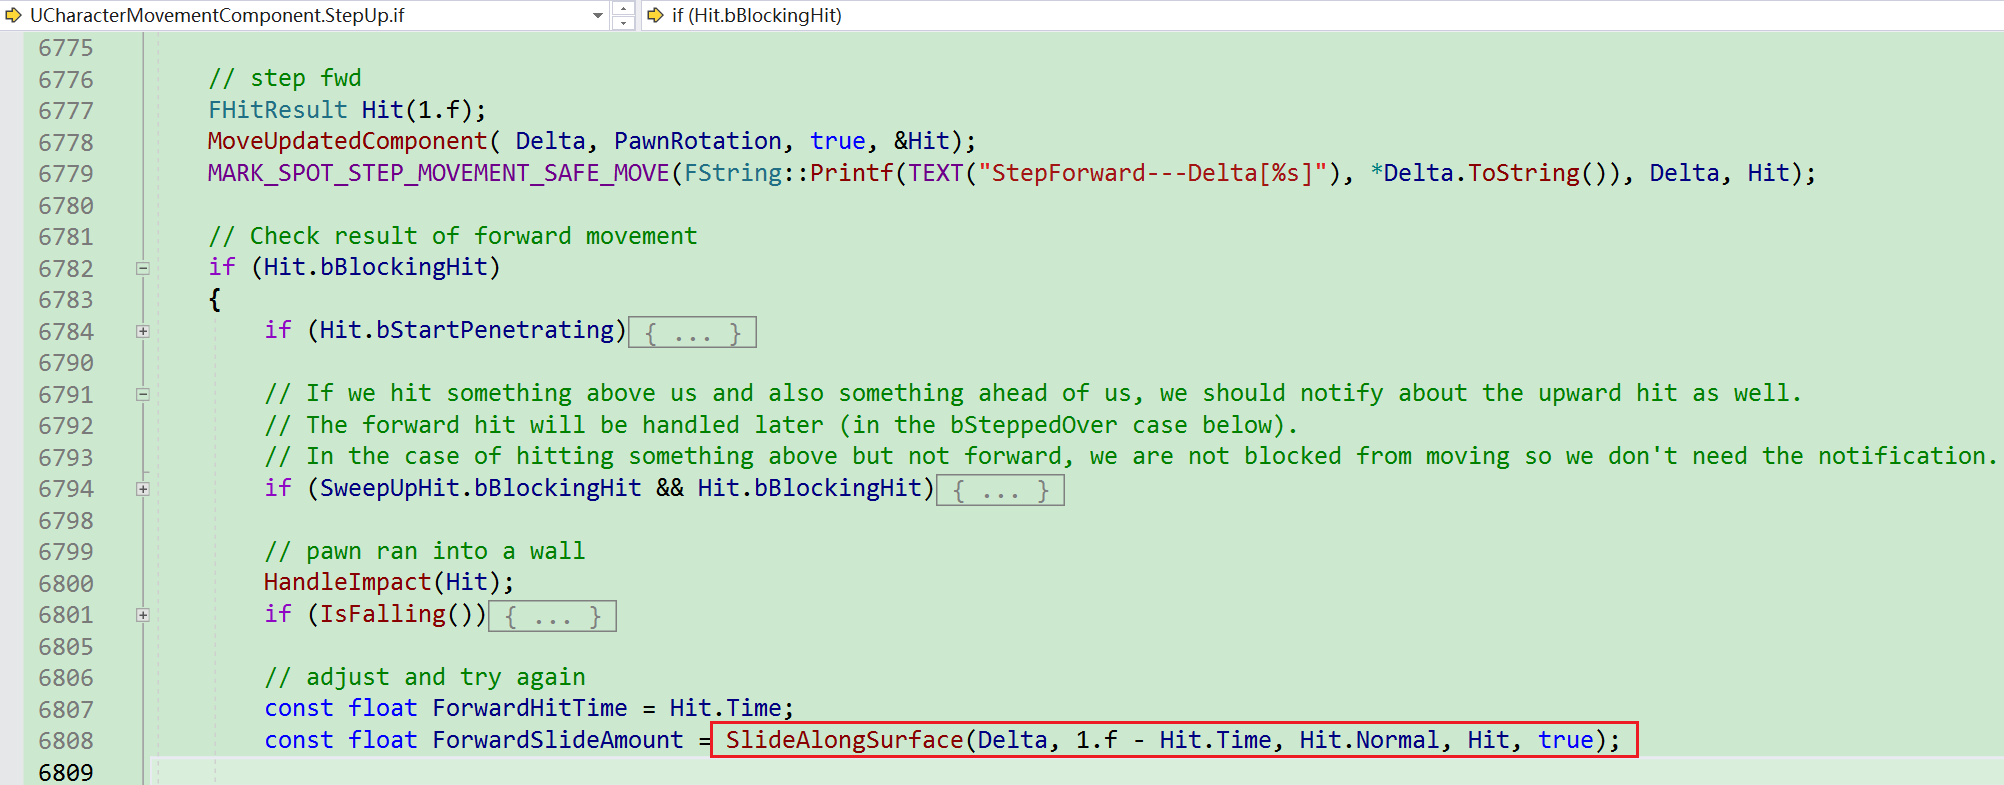 UCharacterMovementComponent.StepUp.if if (Hit.bBlockingHit)
6775
6776 // step fwd
6777 FHitResult Hit(1.f);
6778 MoveUpdatedComponent( Delta, PawnRotation, true, &Hit);
6779 MARK_SPOT_STEP_MOVEMENT_SAFE_MOVE(FString::Printf(TEXT("StepForward---Delta[%s]"), *Delta.ToString()), Delta, Hit);
6780
6781 // Check result of forward movement
6782 if (Hit.bBlockingHit)
6783 {
6784 if (Hit.bStartPenetrating){ ... }
6790
6791 // If we hit something above us and also something ahead of us, we should notify about the upward hit as well.
6792 // The forward hit will be handled later (in the bSteppedOver case below).
6793 // In the case of hitting something above but not forward, we are not blocked from moving so we don't need the notification.
6794 if (SweepUpHit.bBlockingHit && Hit.bBlockingHit){ ... }
6798
6799 // pawn ran into a wall
6800 HandleImpact(Hit);
6801 if (IsFalling()){ ... }
6805
6806 // adjust and try again
6807 const float ForwardHitTime = Hit.Time;
6808 const float ForwardSlideAmount = SlideAlongSurface(Delta, 1.f - Hit.Time, Hit.Normal, Hit, true);
6809